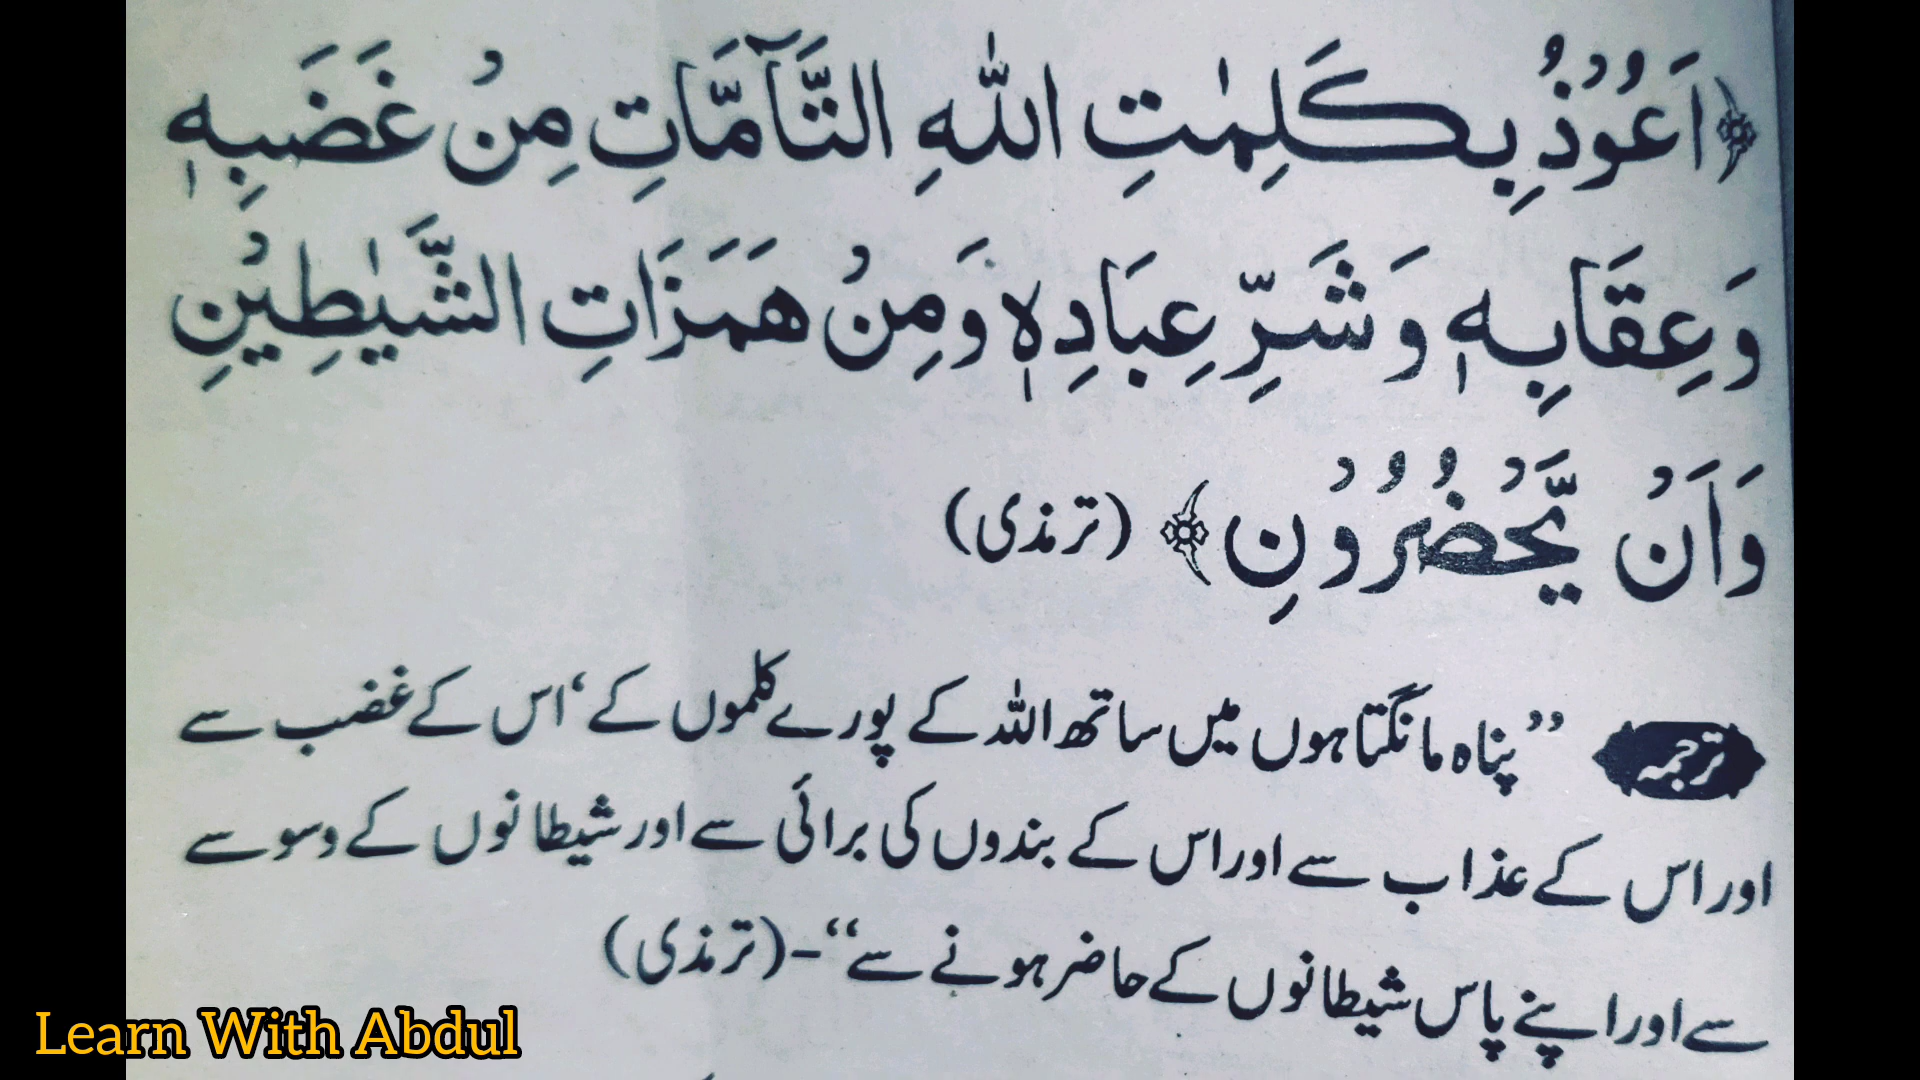 ﴿اَعُوْذُ بِكَلِمٰتِ اللّٰهِ التَّآمَّاتِ مِنْ غَضَبِهٖ
وَعِقَابِهٖ وَشَرِّ عِبَادِهٖ وَمِنْ هَمَزَاتِ الشَّيٰطِيْنِ
وَاَنْ يَّحْضُرُوْنِ﴾ (ترمذی)
ترجمہ ”پناہ مانگتا ہوں میں ساتھ اللہ کے پورے کلموں کے‘ اس کے غضب سے
اور اس کے عذاب سے اور اس کے بندوں کی برائی سے اور شیطانوں کے وسوسے
سے اور اپنے پاس شیطانوں کے حاضر ہونے سے“۔ (ترمذی)
Learn With Abdul